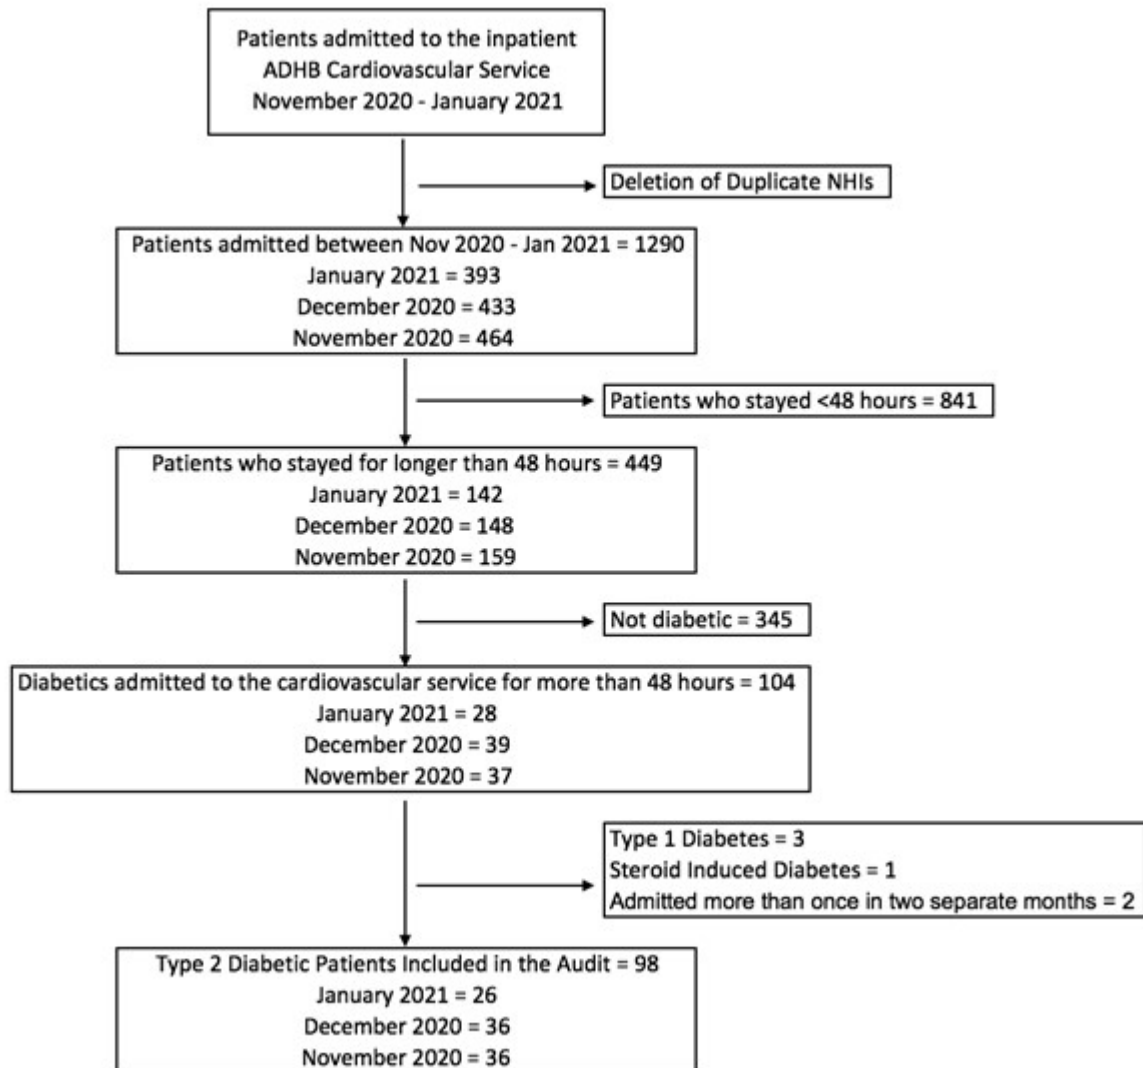 Patients admitted to the inpatient
ADHB Cardiovascular Service
November 2020 - January 2021
Deletion of Duplicate NHIs
Patients admitted between Nov 2020 - Jan 2021 = 1290
January 2021 = 393
December 2020 = 433
November 2020 = 464
Patients who stayed <48 hours = 841
Patients who stayed for longer than 48 hours = 449
January 2021 = 142
December 2020 = 148
November 2020 = 159
Not diabetic = 345
Diabetics admitted to the cardiovascular service for more than 48 hours = 104
January 2021 = 28
December 2020 = 39
November 2020 = 37
Type 1 Diabetes = 3
Steroid Induced Diabetes = 1
Admitted more than once in two separate months = 2
Type 2 Diabetic Patients Included in the Audit = 98
January 2021 = 26
December 2020 = 36
November 2020 = 36